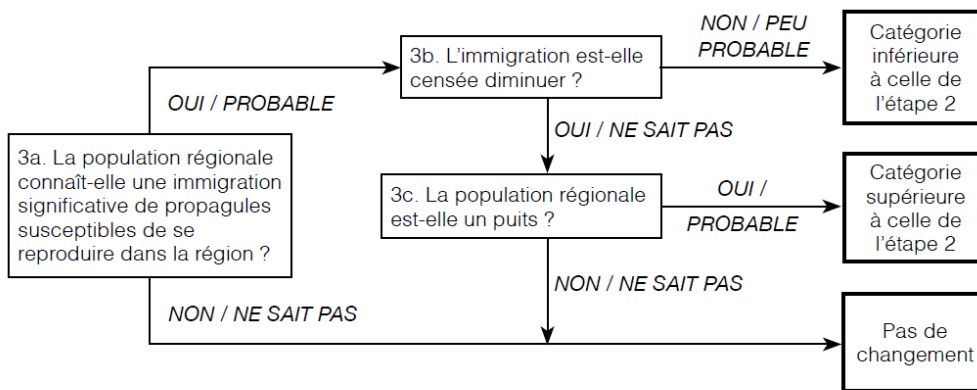 NON / PEU
PROBABLE
3b. L’immigration est-elle
censée diminuer ?
Catégorie
inférieure
à celle de
l’étape 2
OUI / PROBABLE
OUI / NE SAIT PAS
3a. La population régionale
connaît-elle une immigration
significative de propagules
susceptibles de se
reproduire dans la région ?
3c. La population régionale
est-elle un puits ?
OUI /
PROBABLE
Catégorie
supérieure
à celle de
l’étape 2
NON / NE SAIT PAS
NON / NE SAIT PAS
Pas de
changement